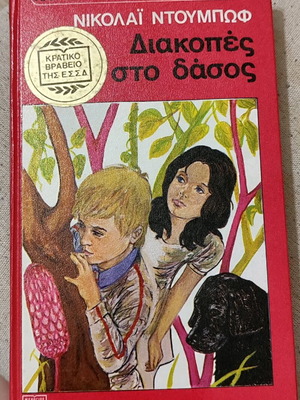 ΝΙΚΟΛΑΪ ΝΤΟΥΜΠΩΦ
Διακοπές
στο δάσος
ΚΡΑΤΙΚΟ
ΒΡΑΒΕΙΟ
ΤΗΣ Ε.Σ.Σ.Δ